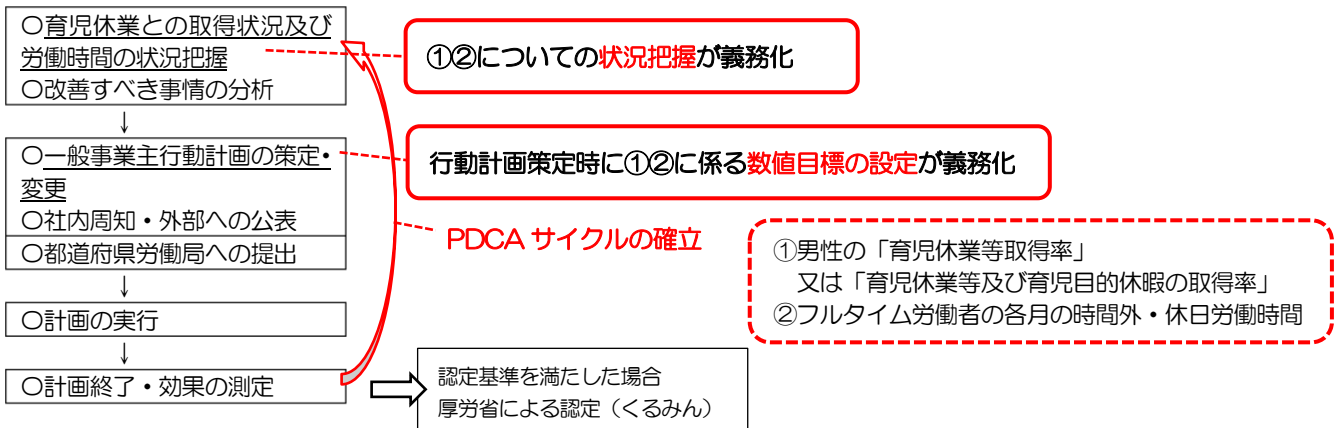 〇育児休業との取得状況及び
労働時間の状況把握
〇改善すべき事情の分析
↓
〇一般事業主行動計画の策定・
変更
〇社内周知・外部への公表
〇都道府県労働局への提出
↓
〇計画の実行
↓
〇計画終了・効果の測定
①②についての状況把握が義務化
行動計画策定時に①②に係る数値目標の設定が義務化
PDCA サイクルの確立
①男性の「育児休業等取得率」
又は「育児休業等及び育児目的休暇の取得率」
②フルタイム労働者の各月の時間外・休日労働時間
認定基準を満たした場合
厚労省による認定（くるみん）